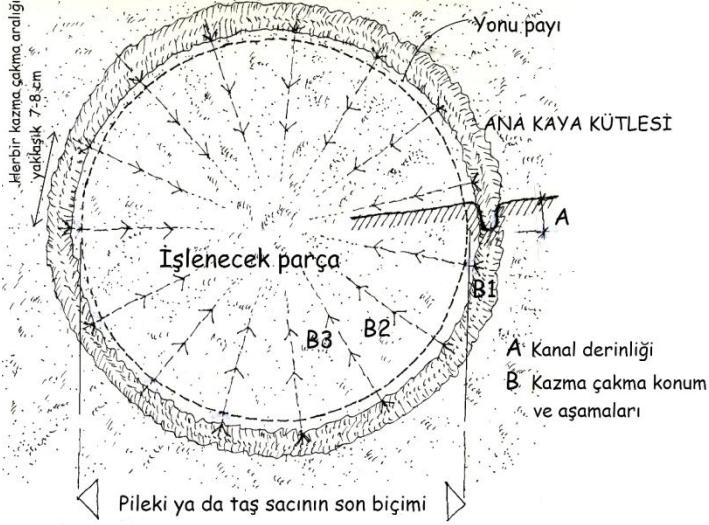 Herbir kazma çakma aralığı
yaklaşık 7-8 cm
Yonu payı
ANA KAYA KÜTLESİ
A
İşlenecek parça
B1
B2
B3
A Kanal derinliği
B Kazma çakma konum
ve aşamaları
Pileki ya da taş sacının son biçimi